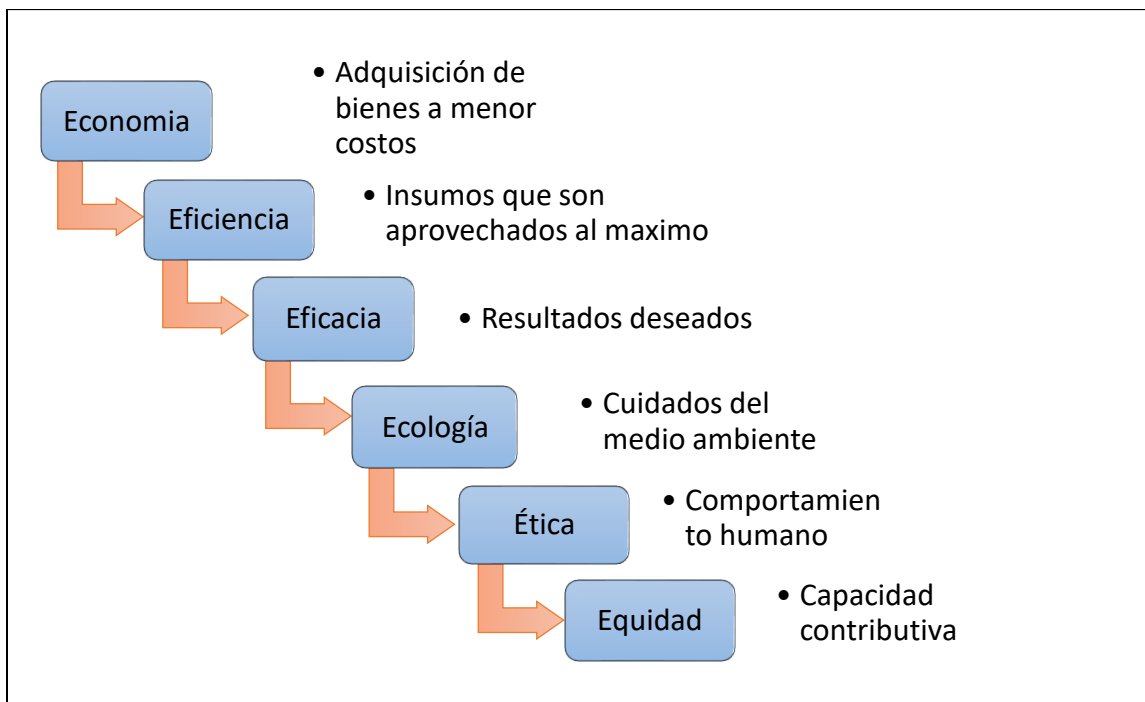 Economia
• Adquisición de
bienes a menor
costos
Eficiencia
• Insumos que son
aprovechados al maximo
Eficacia
• Resultados deseados
Ecología
• Cuidados del
medio ambiente
Ética
• Comportamien
to humano
Equidad
• Capacidad
contributiva